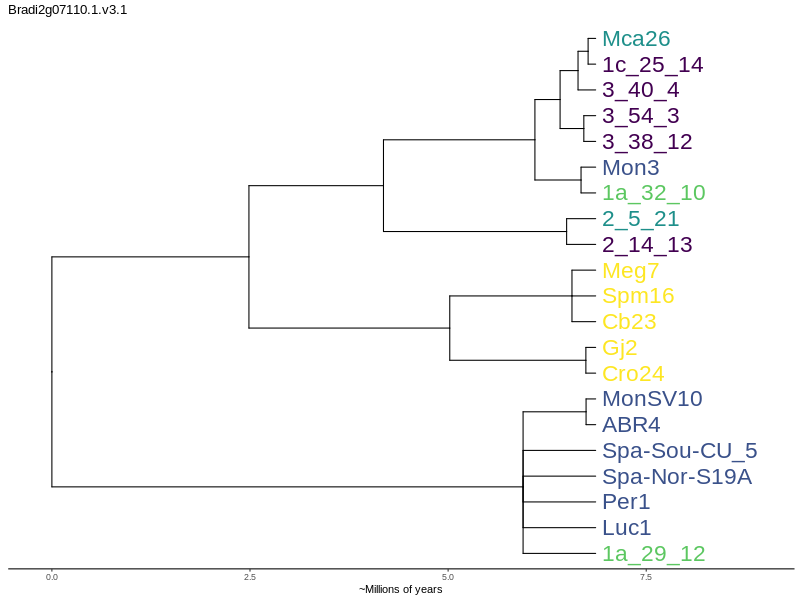 Bradi2g07110.1.v3.1
Mca26
1c_25_14
3_40_4
3_54_3
3_38_12
Mon3
1a_32_10
2_5_21
2_14_13
Meg7
Spm16
Cb23
Gj2
Cro24
MonSV10
ABR4
Spa-Sou-CU_5
Spa-Nor-S19A
Per1
Luc1
1a_29_12
0.0 2.5 5.0 7.5
~Millions of years